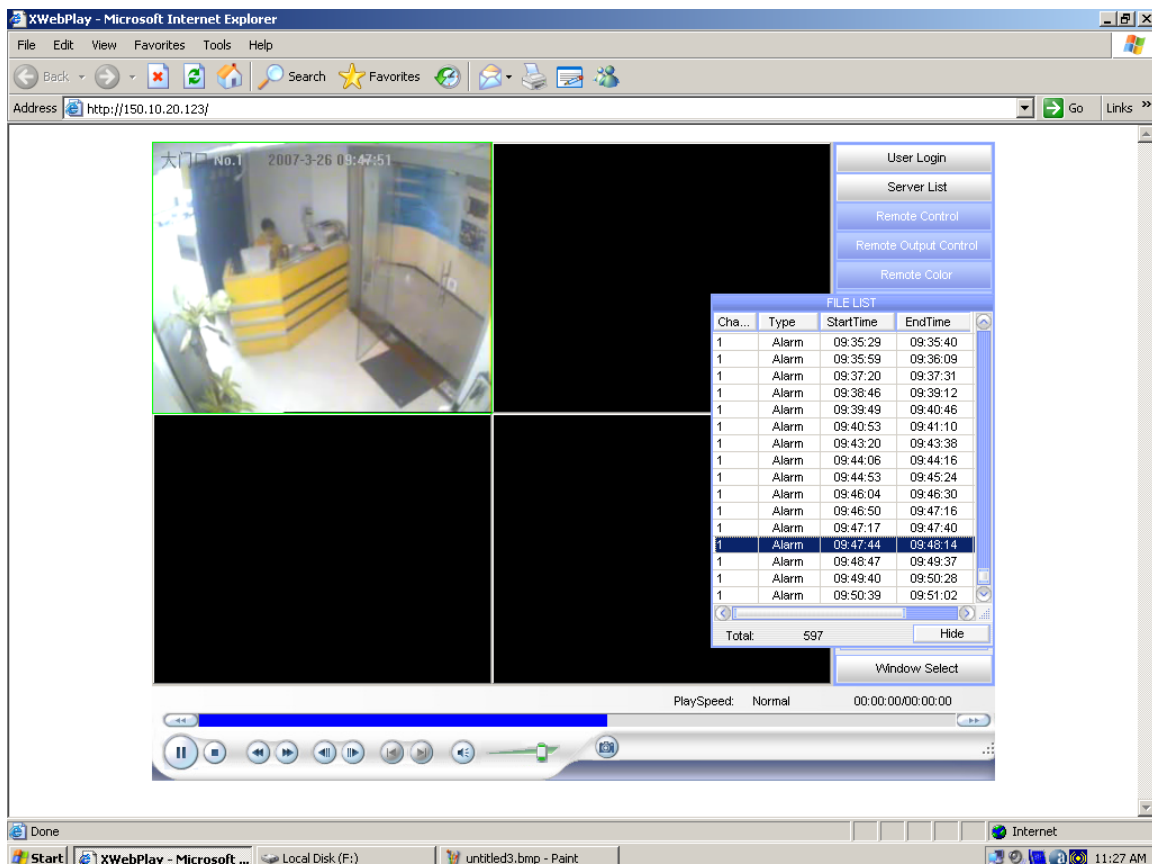 XWebPlay - Microsoft Internet Explorer
File Edit View Favorites Tools Help
Back Search Favorites
Address http://150.10.20.123/ Go Links »
大门口 No.1 2007-3-26 09:47:51
User Login
Server List
Remote Control
Remote Output Control
Remote Color
FILE LIST
Cha... Type StartTime EndTime
1 Alarm 09:35:29 09:35:40
1 Alarm 09:35:59 09:36:09
1 Alarm 09:37:20 09:37:31
1 Alarm 09:38:46 09:39:12
1 Alarm 09:39:49 09:40:46
1 Alarm 09:40:53 09:41:10
1 Alarm 09:43:20 09:43:38
1 Alarm 09:44:06 09:44:16
1 Alarm 09:44:53 09:45:24
1 Alarm 09:46:04 09:46:30
1 Alarm 09:46:50 09:47:16
1 Alarm 09:47:17 09:47:40
1 Alarm 09:47:44 09:48:14
1 Alarm 09:48:47 09:49:37
1 Alarm 09:49:40 09:50:28
1 Alarm 09:50:39 09:51:02
Total: 597 Hide
Window Select
PlaySpeed: Normal 00:00:00/00:00:00
Done Internet
Start XWebPlay - Microsoft ... Local Disk (F:) untitled3.bmp - Paint 11:27 AM